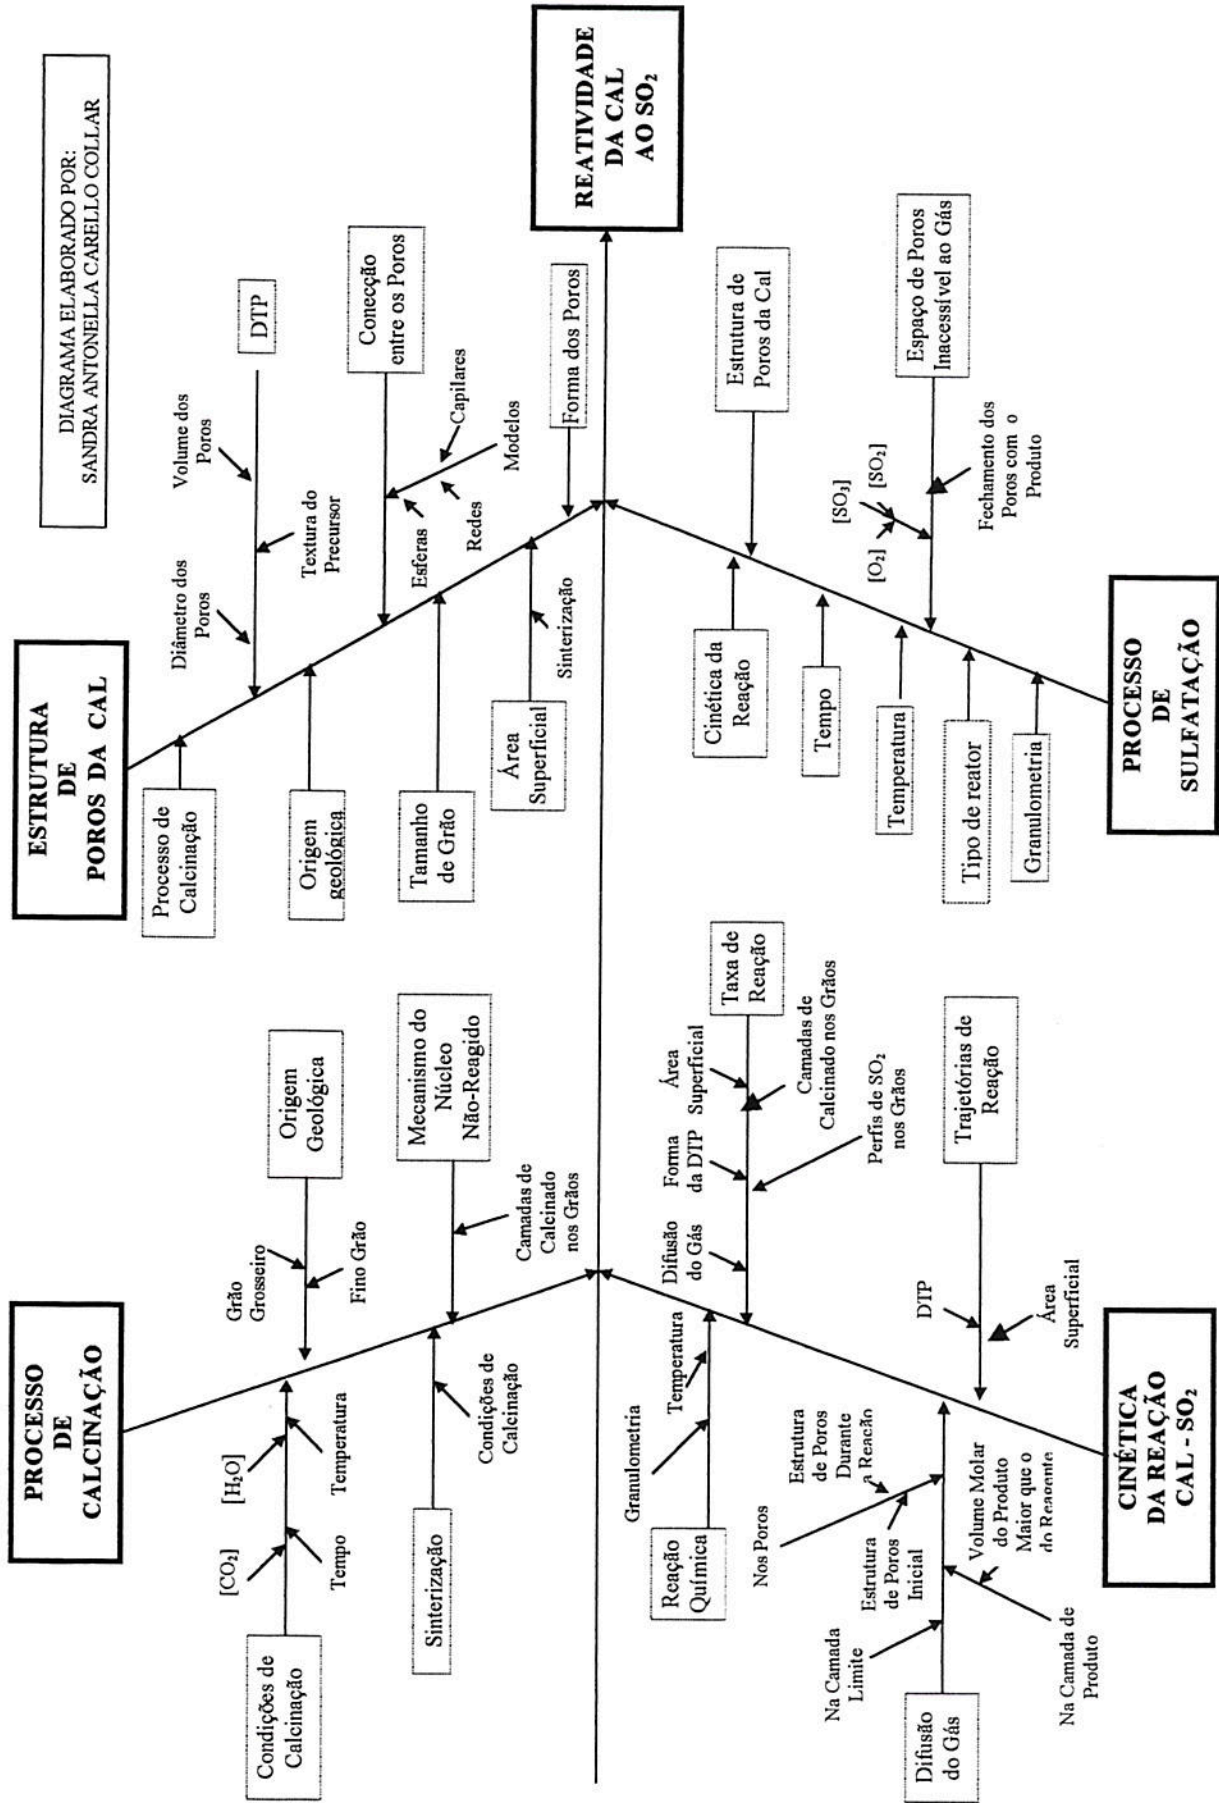 DIAGRAMA ELABORADO POR:
SANDRA ANTONELLA CARELLO COLLAR
PROCESSO
DE
CALCINAÇÃO
ESTRUTURA
DE
POROS DA CAL
Condições de
Calcinação
[CO₂]
[H₂O]
Tempo
Temperatura
Origem
Geológica
Grão
Grosseiro
Fino Grão
Sinterização
Condições de
Calcinação
Mecanismo do
Núcleo
Não-Reagido
Camadas de
Calcinado
nos Grãos
Processo de
Calcinação
DTP
Diâmetro dos
Poros
Volume dos
Poros
Textura do
Precursor
Origem
geológica
Conecção
entre os Poros
Esferas
Redes
Capilares
Modelos
Tamanho
de Grão
Área
Superficial
Sinterização
Forma dos Poros
REATIVIDADE
DA CAL
AO SO₂
Reação
Química
Granulometria
Temperatura
Taxa de
Reação
Difusão
do Gás
Forma
da DTP
Área
Superficial
Camadas de
Calcinado nos Grãos
Perfis de SO₂
nos Grãos
Difusão
do Gás
Na Camada
Limite
Nos Poros
Estrutura
de Poros
Inicial
Estrutura
de Poros
Durante
a Reação
Na Camada de
Produto
Volume Molar
do Produto
Maior que o
do Reagente
Trajetórias de
Reação
DTP
Área
Superficial
CINÉTICA
DA REAÇÃO
CAL - SO₂
Cinética da
Reação
Estrutura de
Poros da Cal
Tempo
Temperatura
Espaço de Poros
Inacessível ao Gás
[O₂]
[SO₃]
[SO₂]
Fechamento dos
Poros com o
Produto
Tipo de reator
Granulometria
PROCESSO
DE
SULFATAÇÃO